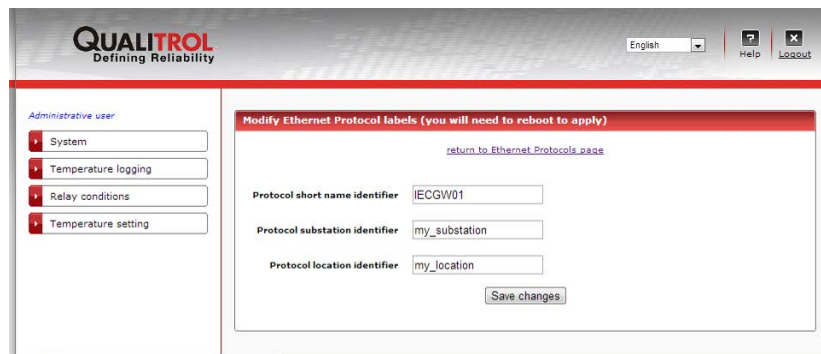 QUALITROL
Defining Reliability
English
Help
Logout
Administrative user
System
Temperature logging
Relay conditions
Temperature setting
Modify Ethernet Protocol labels (you will need to reboot to apply)
return to Ethernet Protocols page
Protocol short name identifier IECGW01
Protocol substation identifier my_substation
Protocol location identifier my_location
Save changes